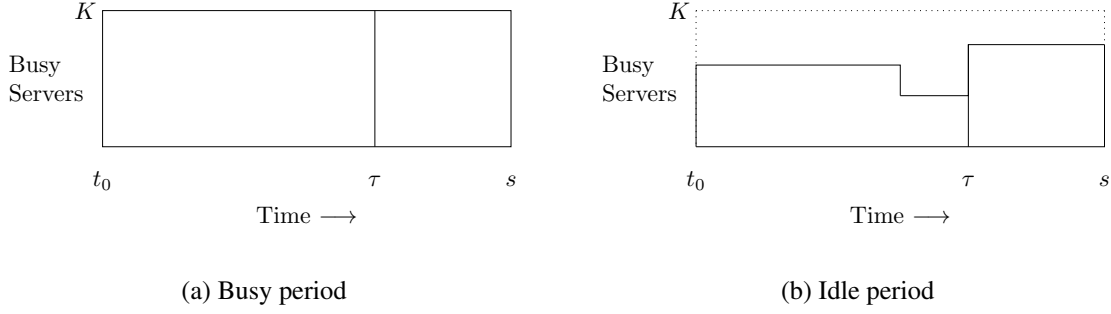 K
Busy
Servers
t₀ τ s
Time →
(a) Busy period
K
Busy
Servers
t₀ τ s
Time →
(b) Idle period